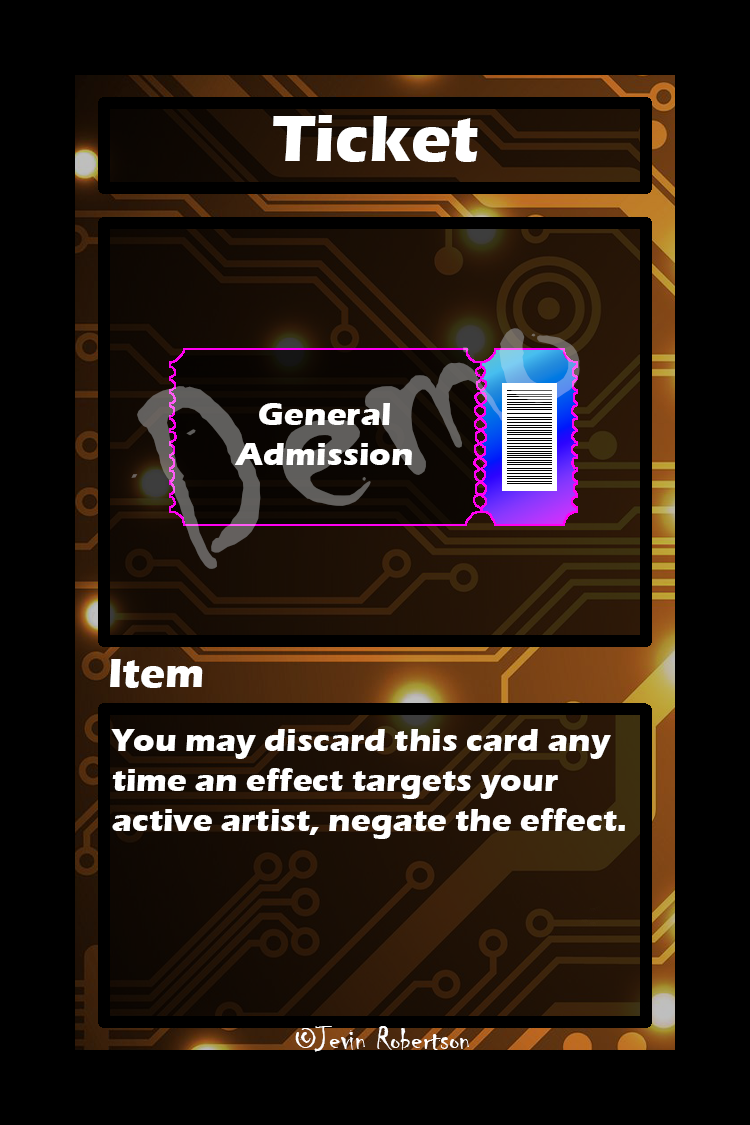 Ticket
General
Admission
Demo
Item
You may discard this card any
time an effect targets your
active artist, negate the effect.
©Jevin Robertson